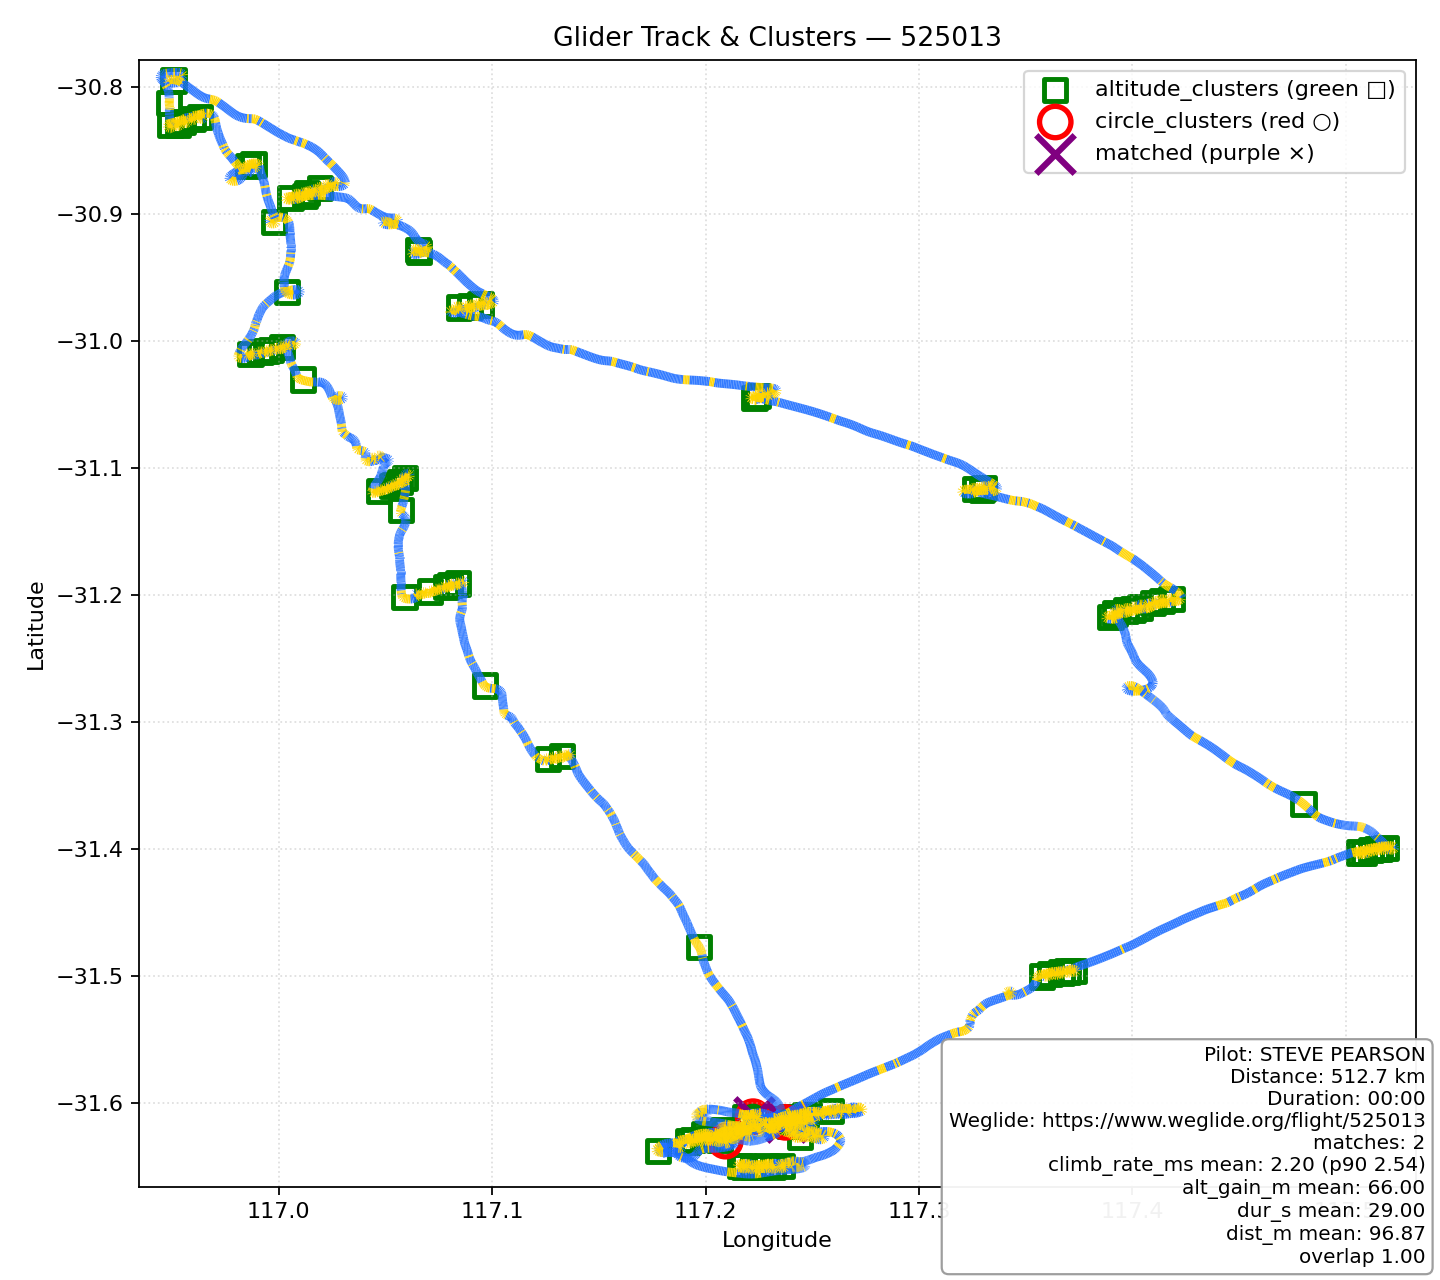 Glider Track & Clusters — 525013
altitude_clusters (green □)
circle_clusters (red ○)
matched (purple ×)
Latitude
−30.8
−30.9
−31.0
−31.1
−31.2
−31.3
−31.4
−31.5
−31.6
117.0
117.1
117.2
117.3
117.4
Longitude
Pilot: STEVE PEARSON
Distance: 512.7 km
Duration: 00:00
Weglide: https://www.weglide.org/flight/525013
matches: 2
climb_rate_ms mean: 2.20 (p90 2.54)
alt_gain_m mean: 66.00
dur_s mean: 29.00
dist_m mean: 96.87
overlap 1.00